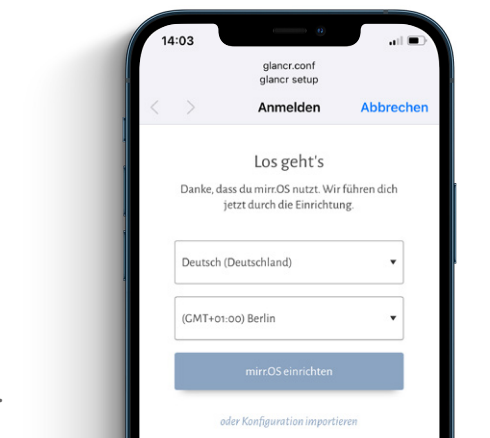 14:03
glancr.conf
glancr setup
Anmelden
Abbrechen
Los geht's
Danke, dass du mirr.OS nutzt. Wir führen dich
jetzt durch die Einrichtung.
Deutsch (Deutschland)
(GMT+01:00) Berlin
mirr.OS einrichten
oder Konfiguration importieren
.